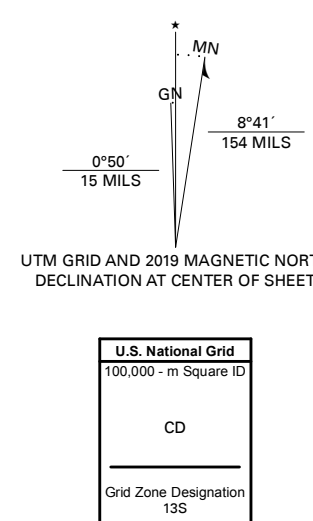 ★
MN
GN
8°41´
154 MILS
0°50´
15 MILS
UTM GRID AND 2019 MAGNETIC NORT
DECLINATION AT CENTER OF SHEET
U.S. National Grid
100,000 - m Square ID
CD
Grid Zone Designation
13S